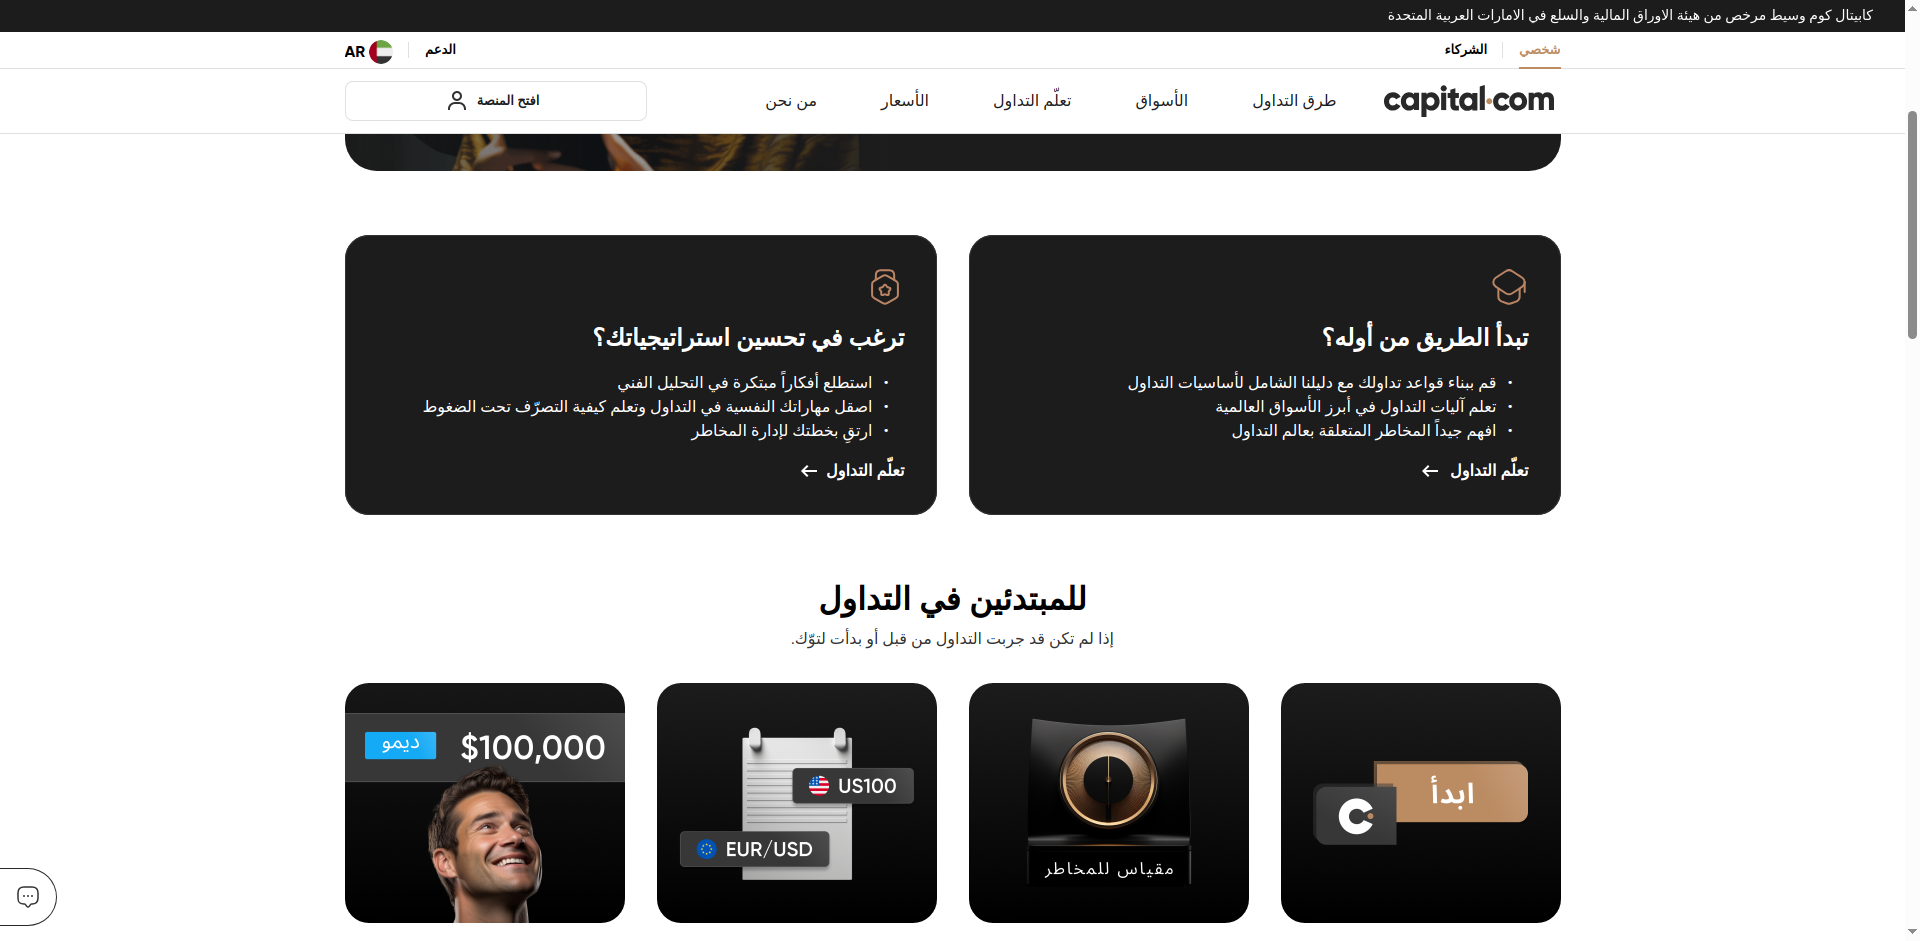 كابيتال كوم وسيط مرخص من هيئة الاوراق المالية والسلع في الامارات العربية المتحدة
شخصي
الشركاء
الدعم
AR
capital.com
طرق التداول
الأسواق
تعلّم التداول
الأسعار
من نحن
افتح المنصة
تبدأ الطريق من أوله؟
• قم ببناء قواعد تداولك مع دليلنا الشامل لأساسيات التداول
• تعلم آليات التداول في أبرز الأسواق العالمية
• افهم جيداً المخاطر المتعلقة بعالم التداول
تعلّم التداول ←
ترغب في تحسين استراتيجياتك؟
• استطلع أفكاراً مبتكرة في التحليل الفني
• اصقل مهاراتك النفسية في التداول وتعلم كيفية التصرّف تحت الضغوط
• ارتقِ بخطتك لإدارة المخاطر
تعلّم التداول ←
للمبتدئين في التداول
إذا لم تكن قد جربت التداول من قبل أو بدأت لتوّك.
ابدأ
مقياس للمخاطر
US100
EUR/USD
$100,000
ديمو